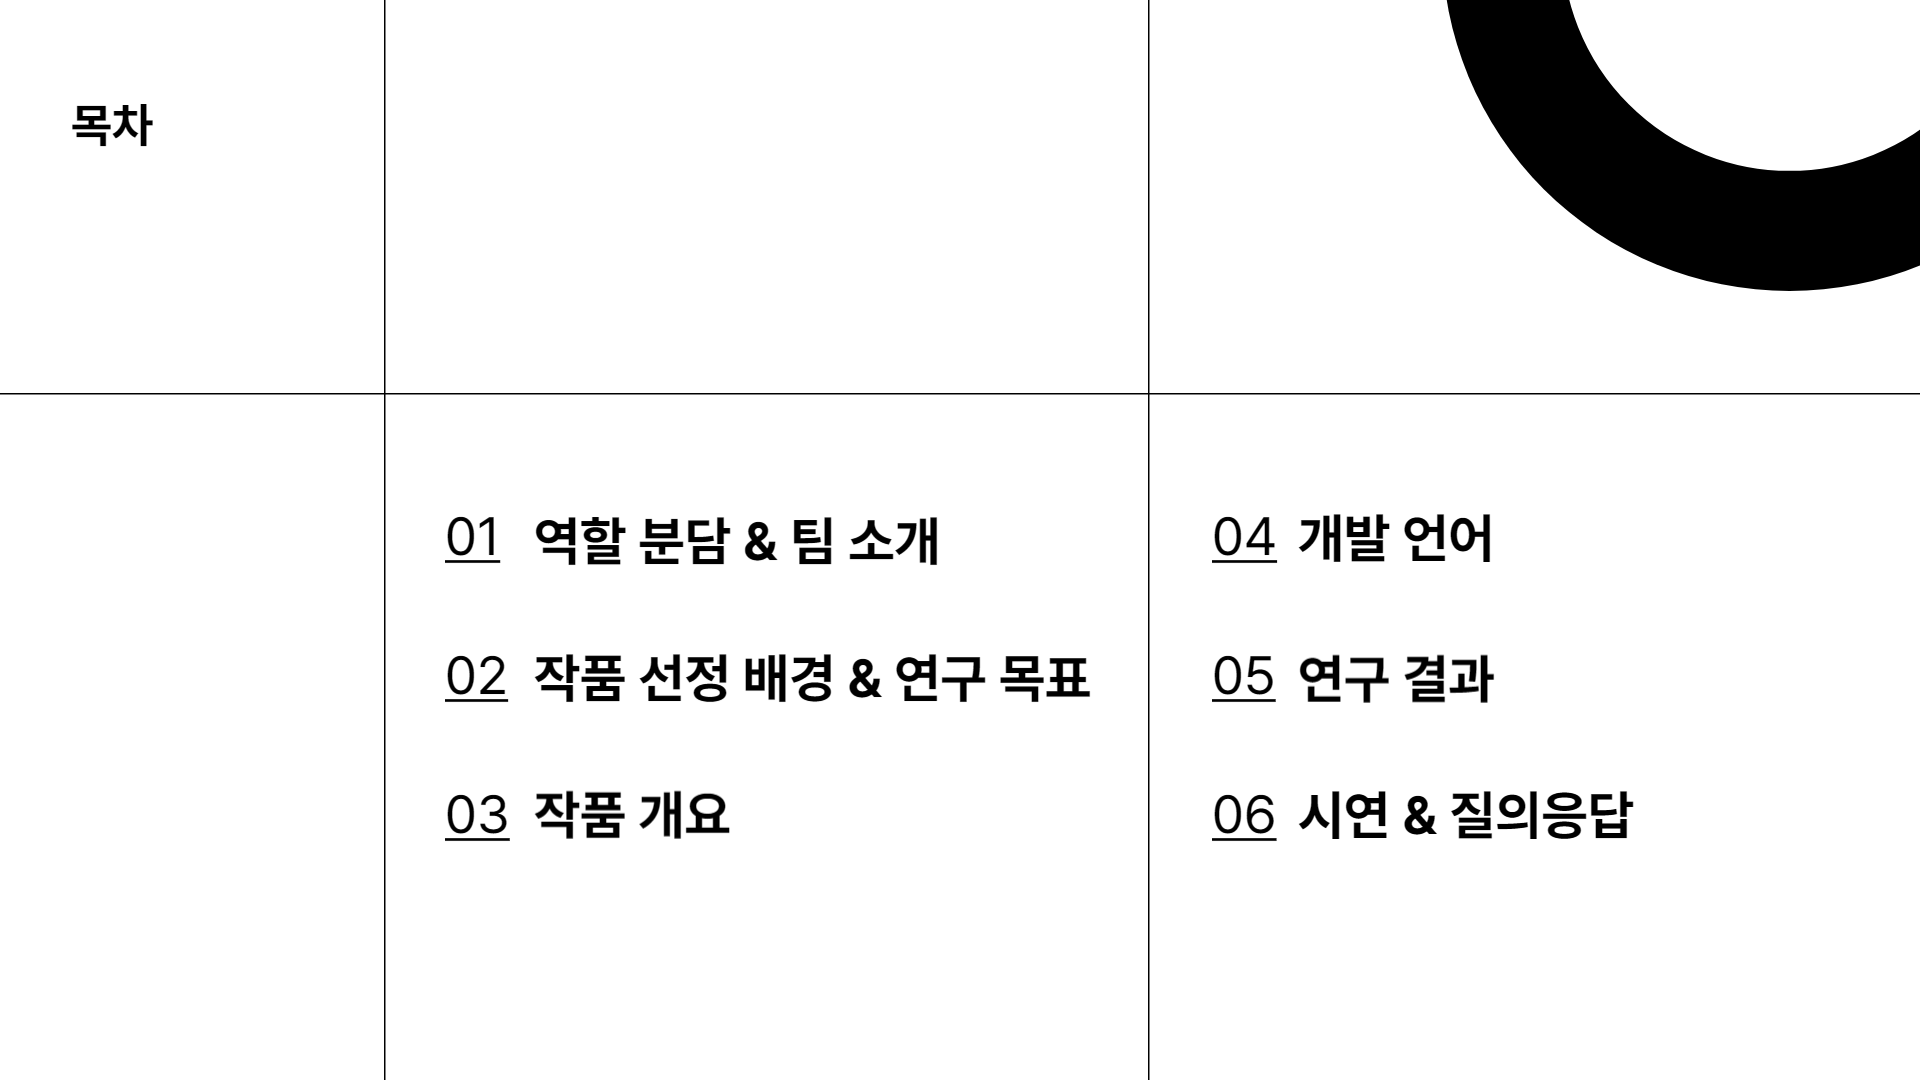 목차
01 역할 분담 & 팀 소개
02 작품 선정 배경 & 연구 목표
03 작품 개요
04 개발 언어
05 연구 결과
06 시연 & 질의응답